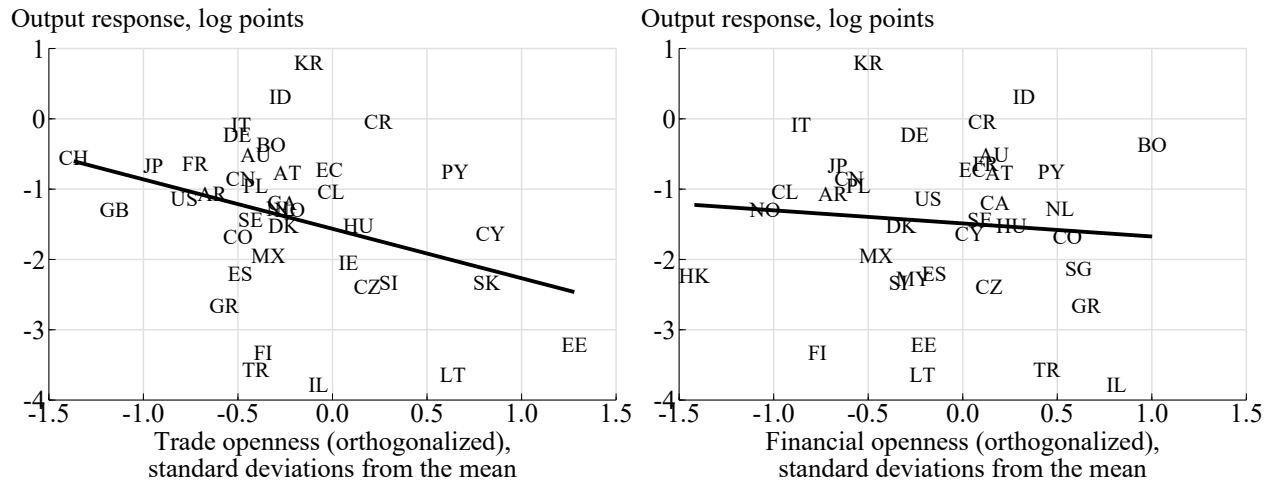 Output response, log points
1
0
-1
-2
-3
-4
KR
ID
CR
IT
DE
BO
AU
CH
JP
FR
EC
AT
PY
CN
PL
CL
US
AR
CA
NO
GB
SE
DK
HU
CO
CY
MX
IE
ES
CZ
SI
SK
GR
EE
FI
TR
LT
IL
-1.5
-1.0
-0.5
0.0
0.5
1.0
1.5
Trade openness (orthogonalized),
standard deviations from the mean
Output response, log points
1
0
-1
-2
-3
-4
KR
ID
IT
CR
DE
BO
AU
FR
JP
EC
AT
PY
CN
PL
CL
AR
US
CA
NO
NL
SE
DK
HU
CY
CO
MX
SG
HK
ES
MY
SI
CZ
GR
EE
FI
LT
TR
IL
-1.5
-1.0
-0.5
0.0
0.5
1.0
1.5
Financial openness (orthogonalized),
standard deviations from the mean